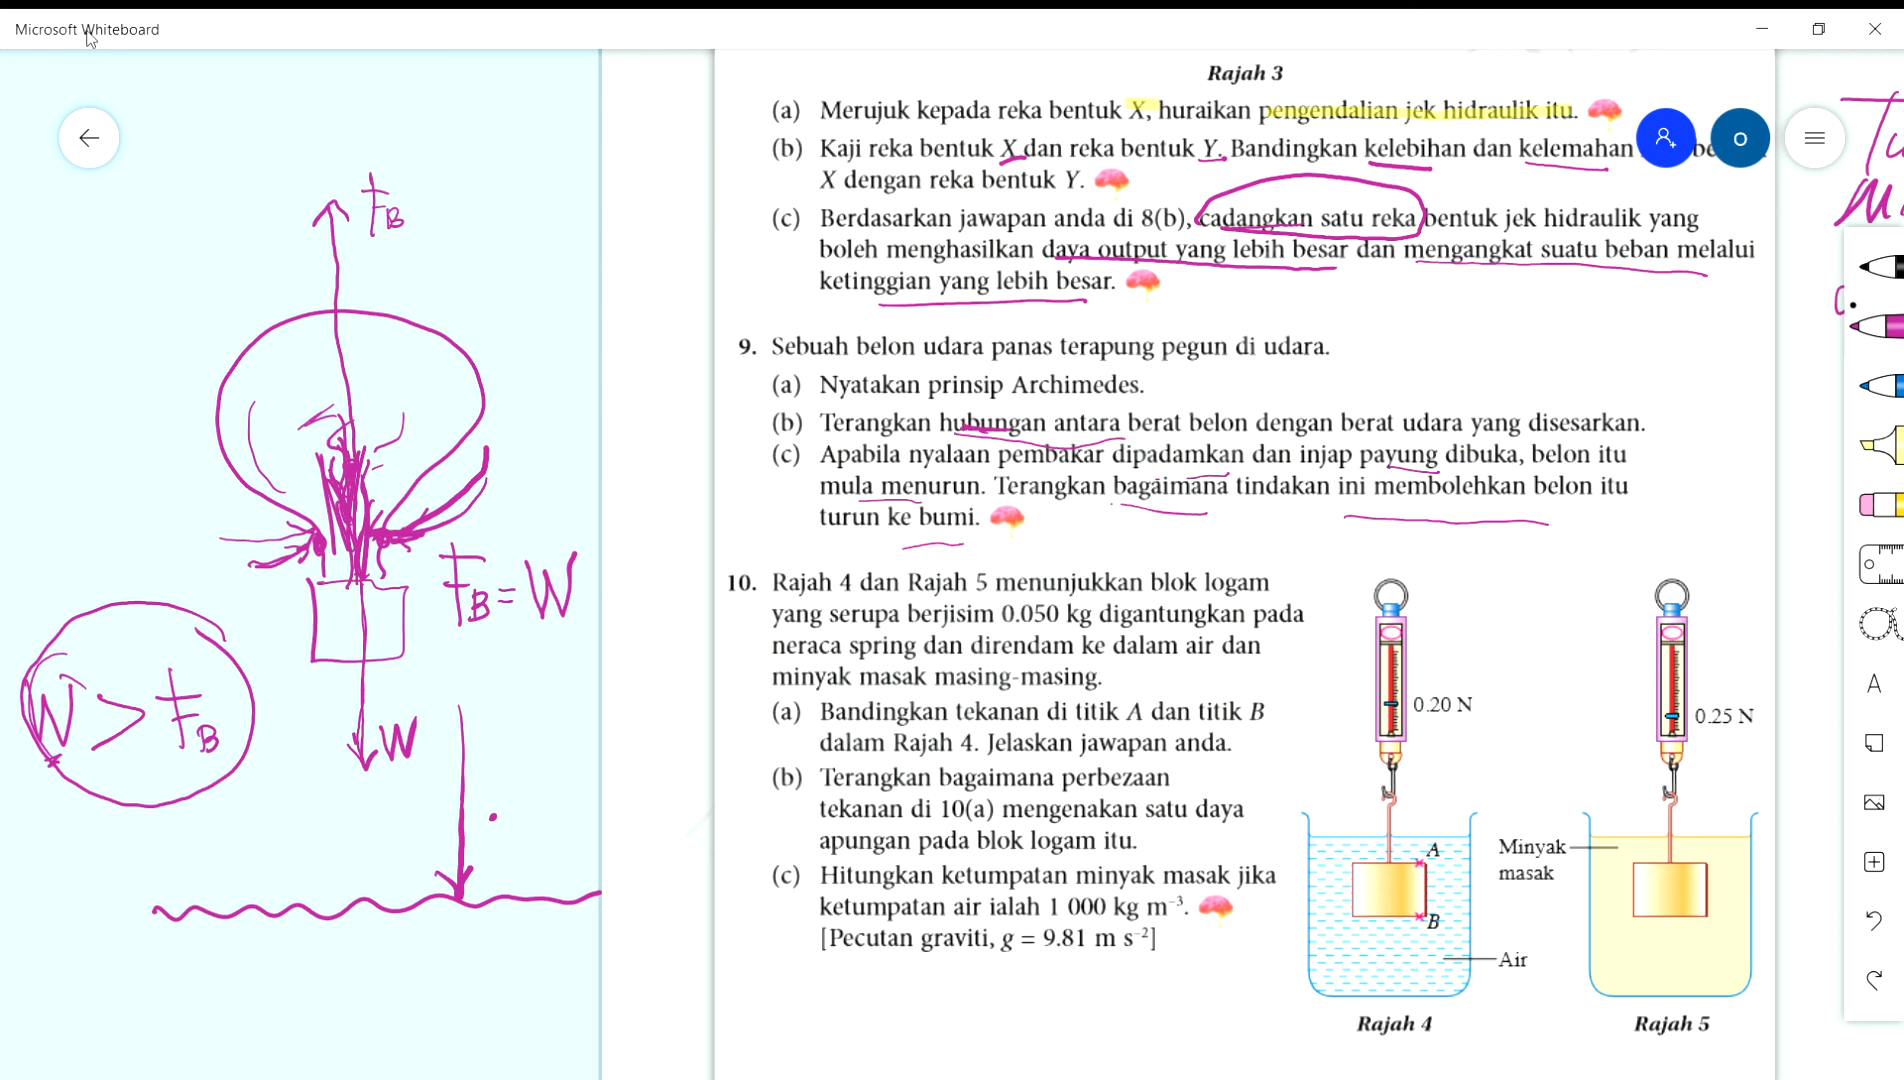 Microsoft Whiteboard
F_B
F_B = W
W > F_B
W
Rajah 3
(a) Merujuk kepada reka bentuk X, huraikan pengendalian jek hidraulik itu.
(b) Kaji reka bentuk X dan reka bentuk Y. Bandingkan kelebihan dan kelemahan
X dengan reka bentuk Y.
(c) Berdasarkan jawapan anda di 8(b), cadangkan satu reka bentuk jek hidraulik yang
boleh menghasilkan daya output yang lebih besar dan mengangkat suatu beban melalui
ketinggian yang lebih besar.
9. Sebuah belon udara panas terapung pegun di udara.
(a) Nyatakan prinsip Archimedes.
(b) Terangkan hubungan antara berat belon dengan berat udara yang disesarkan.
(c) Apabila nyalaan pembakar dipadamkan dan injap payung dibuka, belon itu
mula menurun. Terangkan bagaimana tindakan ini membolehkan belon itu
turun ke bumi.
10. Rajah 4 dan Rajah 5 menunjukkan blok logam
yang serupa berjisim 0.050 kg digantungkan pada
neraca spring dan direndam ke dalam air dan
minyak masak masing-masing.
(a) Bandingkan tekanan di titik A dan titik B
dalam Rajah 4. Jelaskan jawapan anda.
(b) Terangkan bagaimana perbezaan
tekanan di 10(a) mengenakan satu daya
apungan pada blok logam itu.
(c) Hitungkan ketumpatan minyak masak jika
ketumpatan air ialah 1 000 kg m⁻³.
[Pecutan graviti, g = 9.81 m s⁻²]
0.20 N
0.25 N
A
B
Minyak
masak
Air
Rajah 4
Rajah 5
O
A